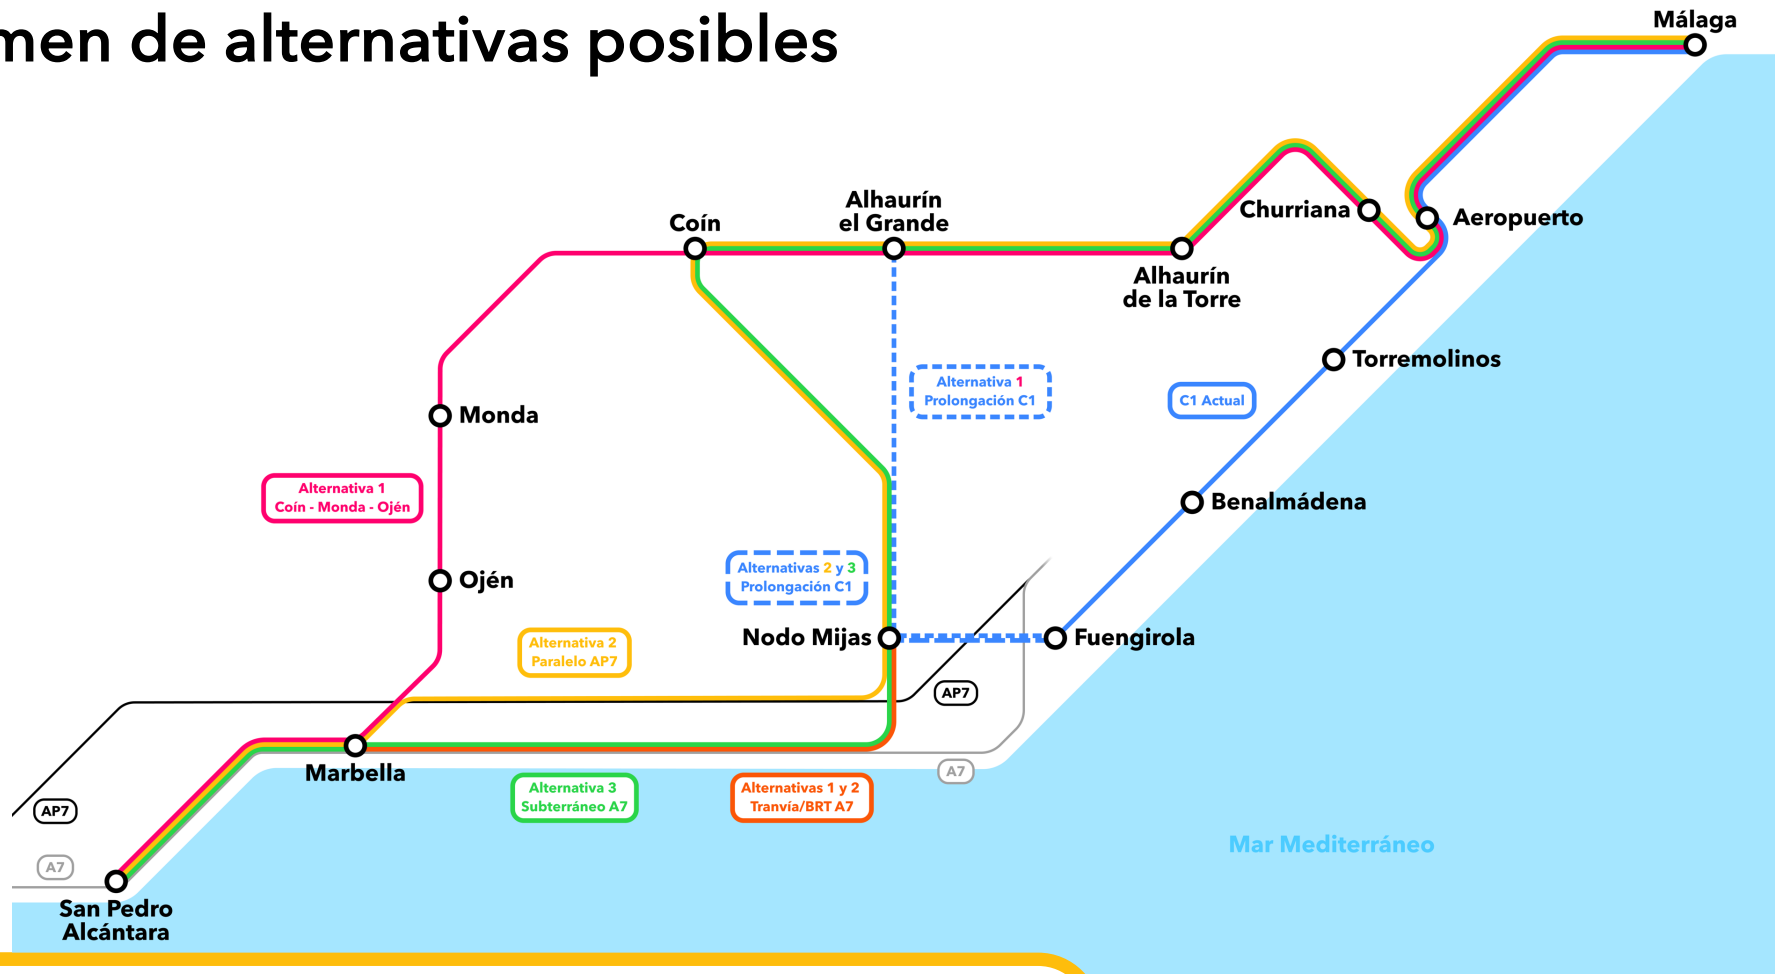 men de alternativas posibles
Málaga
Alhaurín
el Grande
Coín
Churriana
Aeropuerto
Alhaurín
de la Torre
Torremolinos
Alternativa 1
Prolongación C1
C1 Actual
Monda
Alternativa 1
Coín - Monda - Ojén
Benalmádena
Ojén
Alternativas 2 y 3
Prolongación C1
Nodo Mijas
Fuengirola
Alternativa 2
Paralelo AP7
AP7
Marbella
A7
Alternativa 3
Subterráneo A7
Alternativas 1 y 2
Tranvía/BRT A7
AP7
Mar Mediterráneo
A7
San Pedro
Alcántara